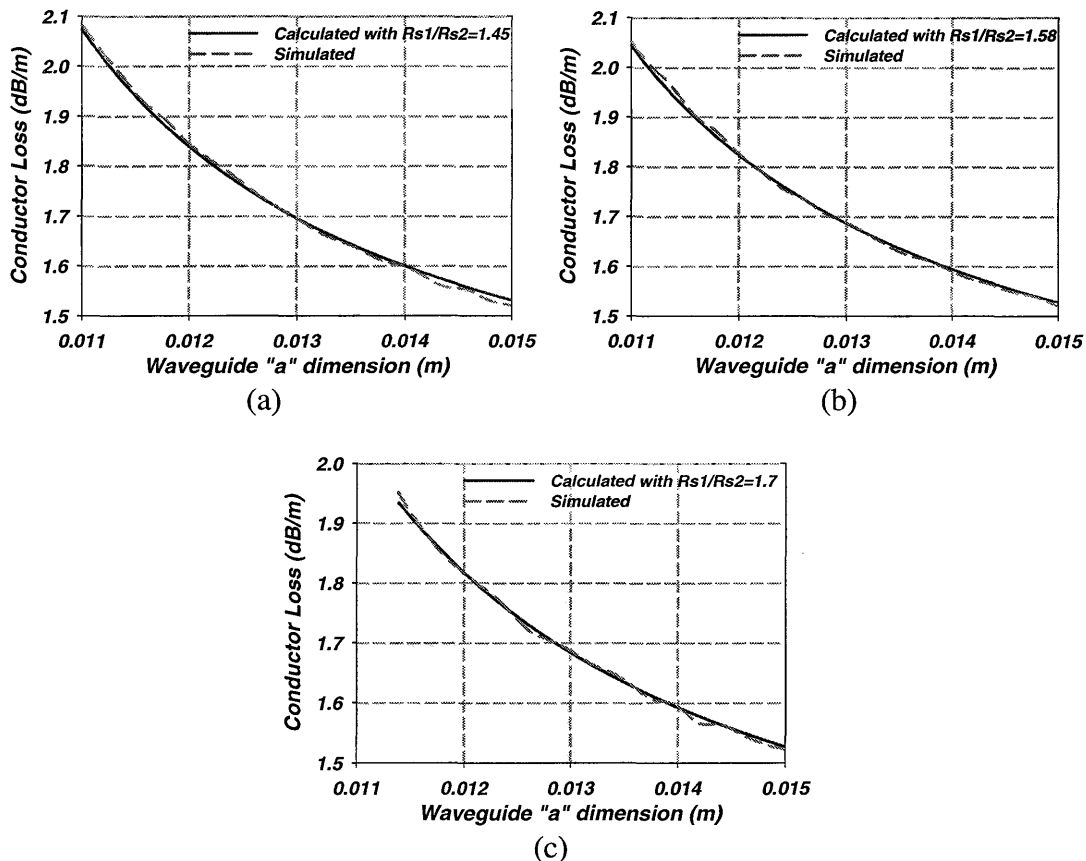 2.1
2.0
1.9
1.8
1.7
1.6
1.5
Conductor Loss (dB/m)
Calculated with Rs1/Rs2=1.45
Simulated
0.011 0.012 0.013 0.014 0.015
Waveguide "a" dimension (m)
(a)
2.1
2.0
1.9
1.8
1.7
1.6
1.5
Conductor Loss (dB/m)
Calculated with Rs1/Rs2=1.58
Simulated
0.011 0.012 0.013 0.014 0.015
Waveguide "a" dimension (m)
(b)
2.0
1.9
1.8
1.7
1.6
1.5
Conductor Loss (dB/m)
Calculated with Rs1/Rs2=1.7
Simulated
0.011 0.012 0.013 0.014 0.015
Waveguide "a" dimension (m)
(c)